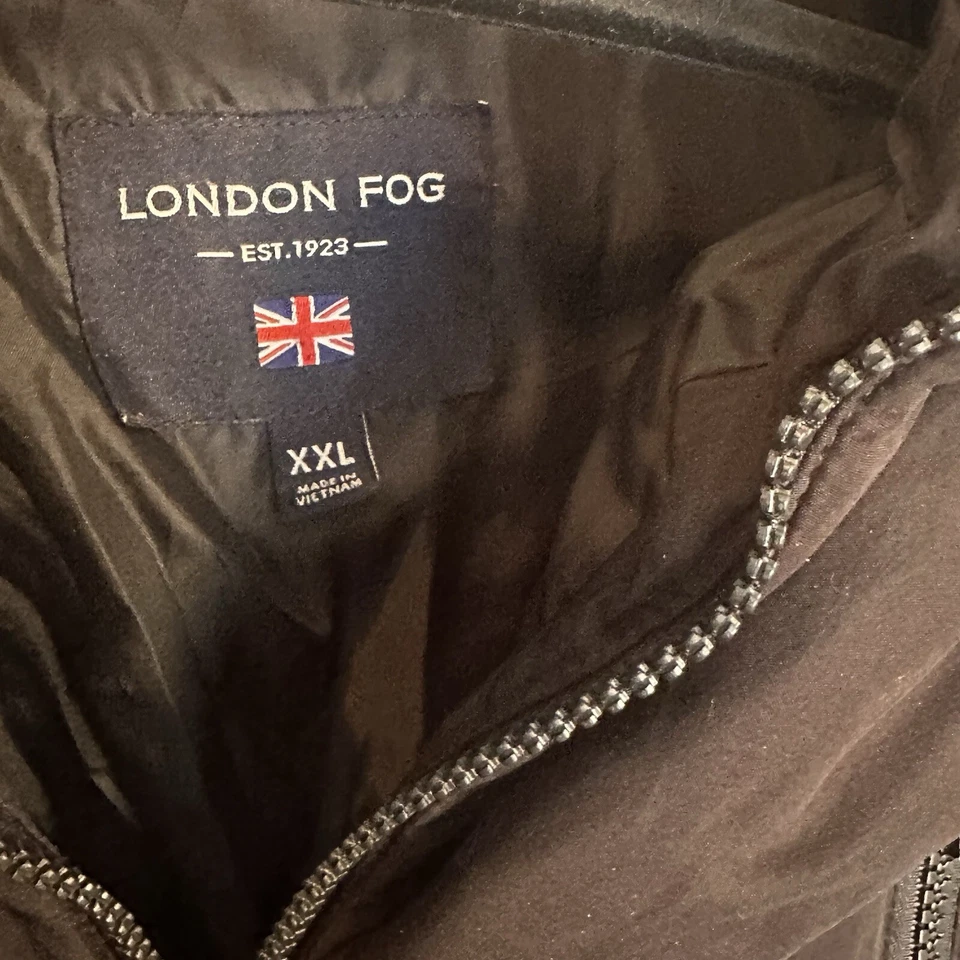 LONDON FOG
— EST.1923 —
XXL
MADE IN
VIETNAM